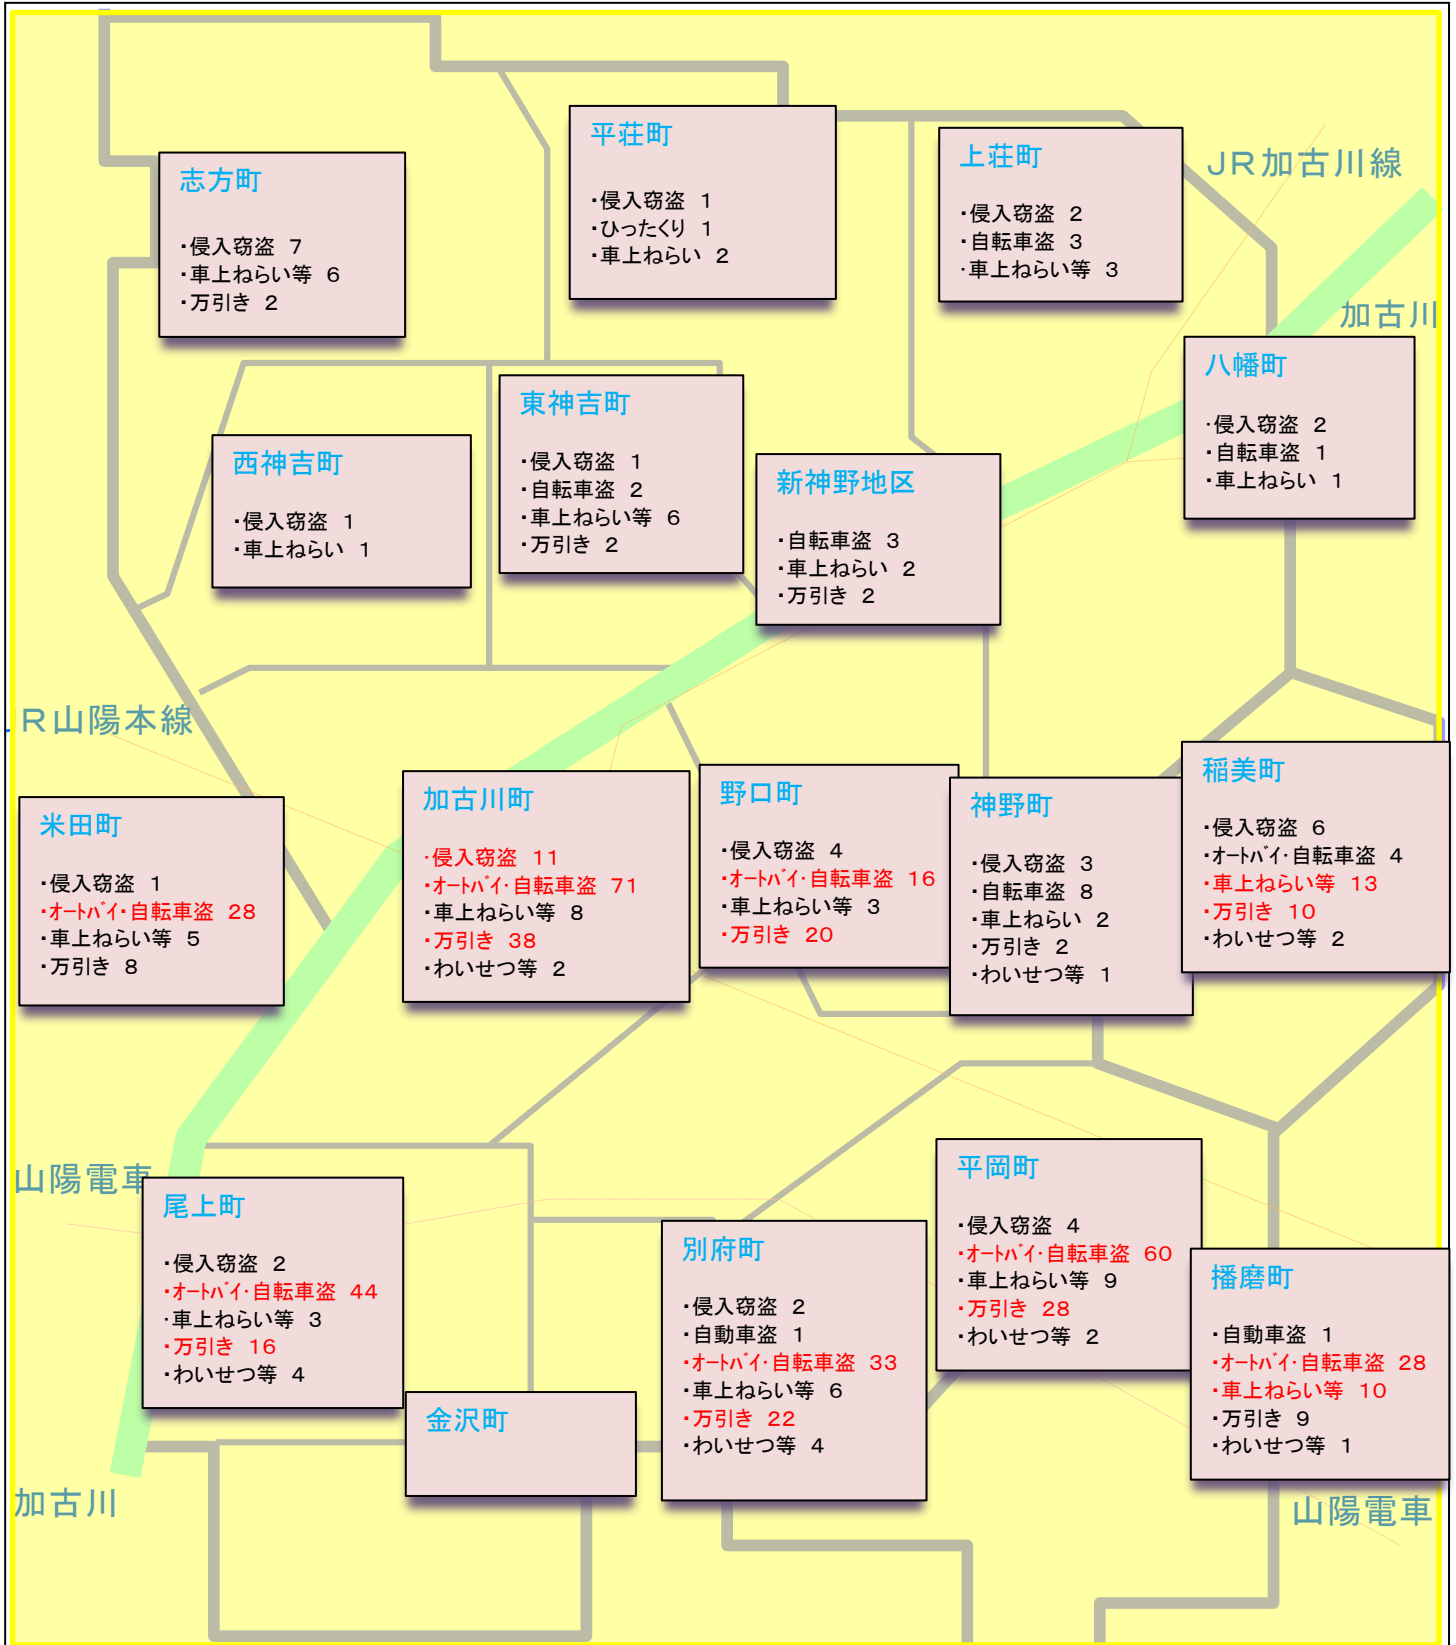 平荘町
・侵入窃盗 1
・ひったくり 1
・車上ねらい 2
上荘町
・侵入窃盗 2
・自転車盗 3
・車上ねらい等 3
JR加古川線
志方町
・侵入窃盗 7
・車上ねらい等 6
・万引き 2
加古川
八幡町
・侵入窃盗 2
・自転車盗 1
・車上ねらい 1
東神吉町
・侵入窃盗 1
・自転車盗 2
・車上ねらい等 6
・万引き 2
西神吉町
・侵入窃盗 1
・車上ねらい 1
新神野地区
・自転車盗 3
・車上ねらい 2
・万引き 2
JR山陽本線
米田町
・侵入窃盗 1
・オートバイ・自転車盗 28
・車上ねらい等 5
・万引き 8
加古川町
・侵入窃盗 11
・オートバイ・自転車盗 71
・車上ねらい等 8
・万引き 38
・わいせつ等 2
野口町
・侵入窃盗 4
・オートバイ・自転車盗 16
・車上ねらい等 3
・万引き 20
神野町
・侵入窃盗 3
・自転車盗 8
・車上ねらい 2
・万引き 2
・わいせつ等 1
稲美町
・侵入窃盗 6
・オートバイ・自転車盗 4
・車上ねらい等 13
・万引き 10
・わいせつ等 2
山陽電車
尾上町
・侵入窃盗 2
・オートバイ・自転車盗 44
・車上ねらい等 3
・万引き 16
・わいせつ等 4
金沢町
別府町
・侵入窃盗 2
・自動車盗 1
・オートバイ・自転車盗 33
・車上ねらい等 6
・万引き 22
・わいせつ等 4
平岡町
・侵入窃盗 4
・オートバイ・自転車盗 60
・車上ねらい等 9
・万引き 28
・わいせつ等 2
播磨町
・自動車盗 1
・オートバイ・自転車盗 28
・車上ねらい等 10
・万引き 9
・わいせつ等 1
加古川
山陽電車